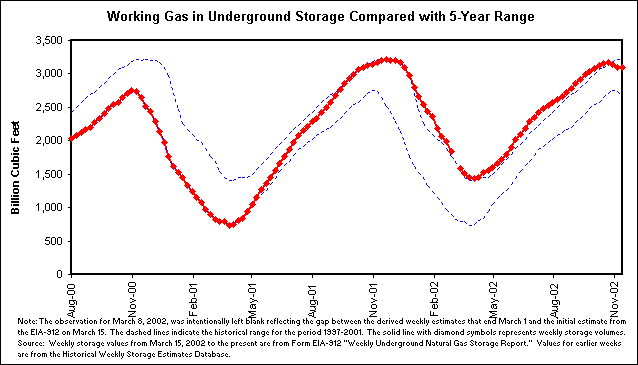 Working Gas in Underground Storage Compared with 5-Year Range
Billion Cubic Feet
3,500
3,000
2,500
2,000
1,500
1,000
500
0
Aug-00
Nov-00
Feb-01
May-01
Aug-01
Nov-01
Feb-02
May-02
Aug-02
Nov-02
Note: The observation for March 8, 2002, was intentionally left blank reflecting the gap between the derived weekly estimates that end March 1 and the initial estimate from
the EIA-912 on March 15. The dashed lines indicate the historical range for the period 1997-2001. The solid line with diamond symbols represents weekly storage volumes.
Source: Weekly storage values from March 15, 2002 to the present are from Form EIA-912 "Weekly Underground Natural Gas Storage Report." Values for earlier weeks
are from the Historical Weekly Storage Estimates Database.